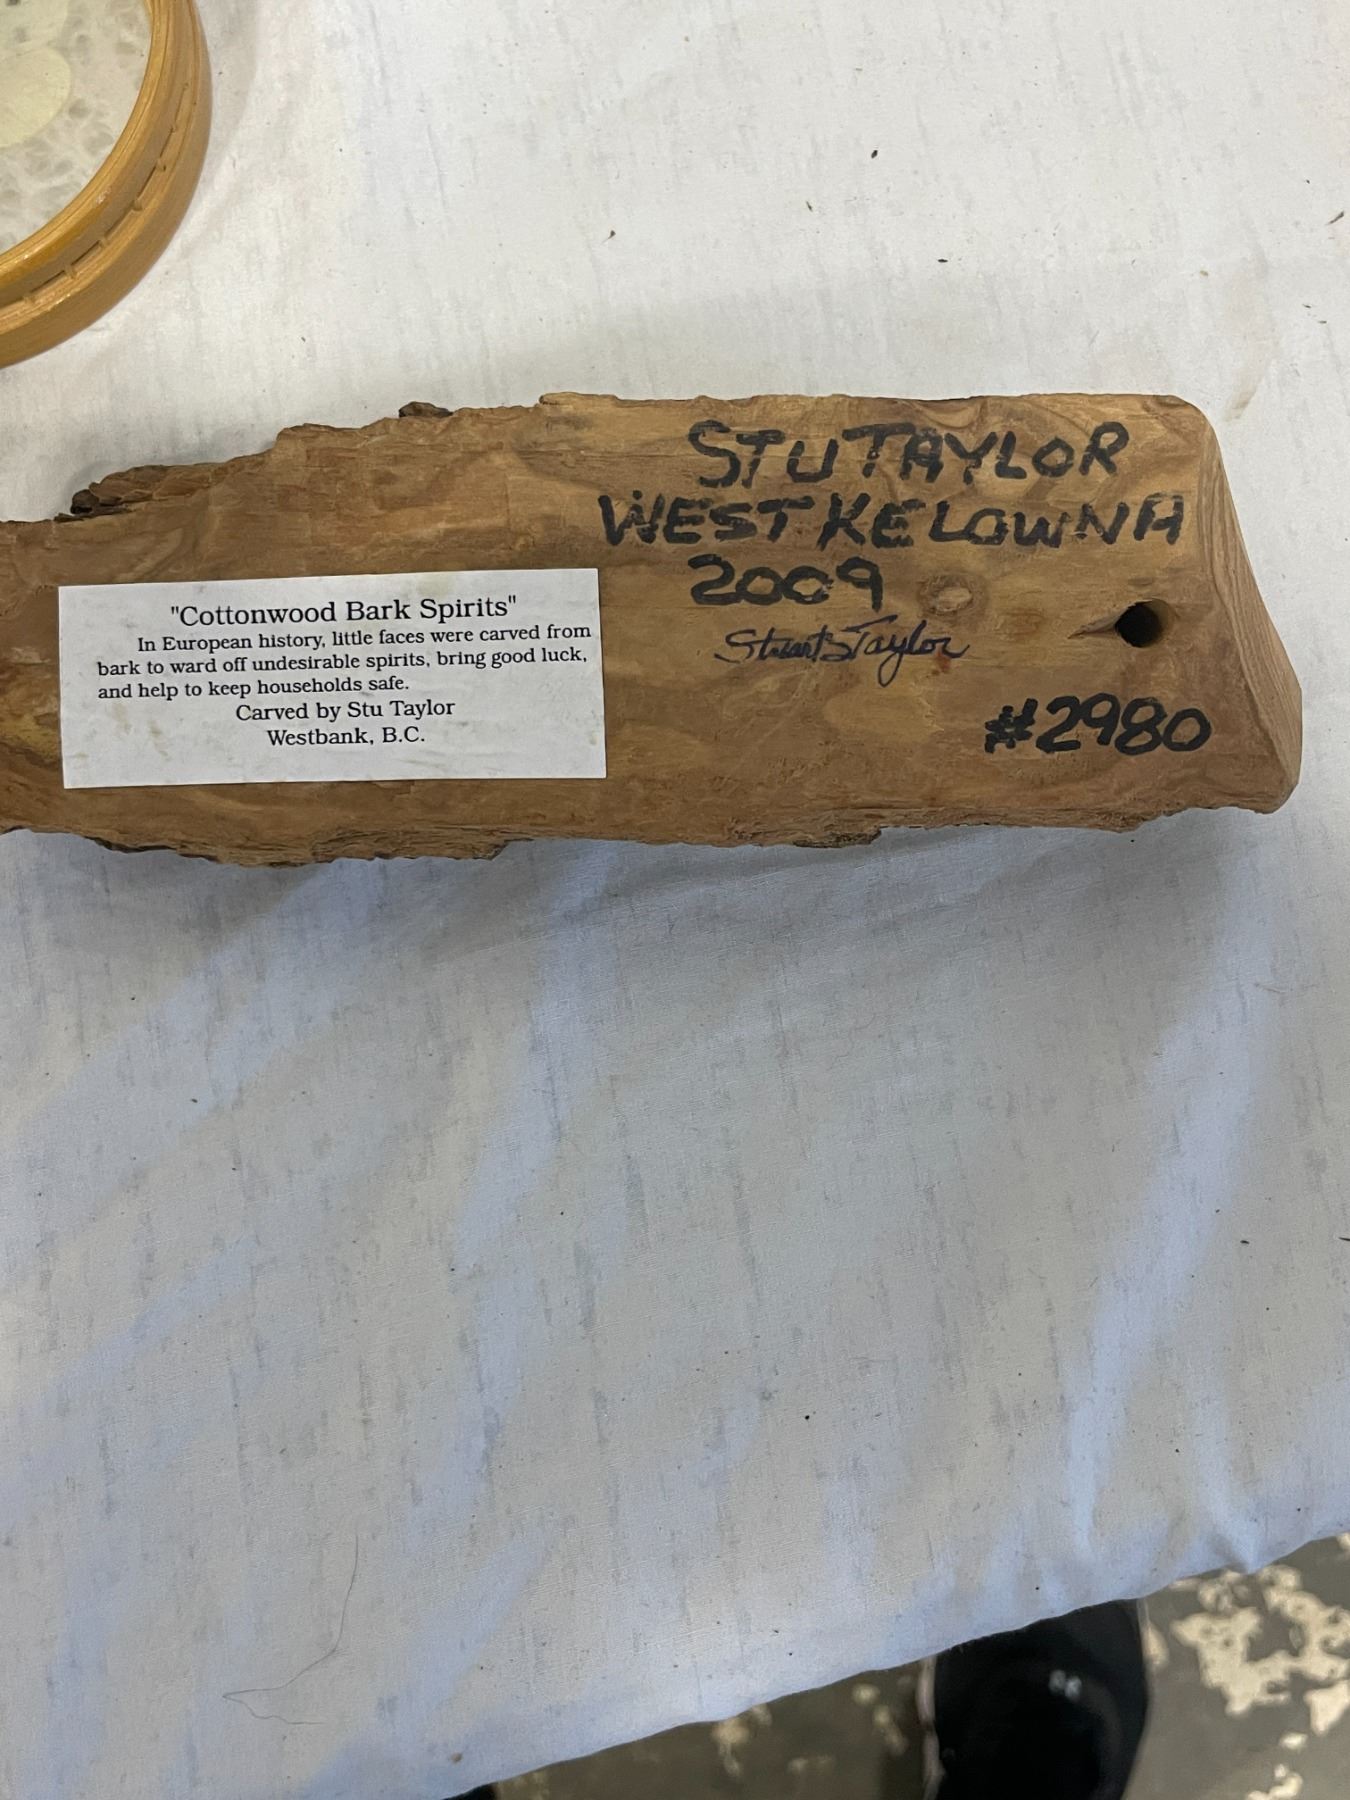 STU TAYLOR
WEST KELOWNA
2009
Stuart Taylor
#2980
"Cottonwood Bark Spirits"
In European history, little faces were carved from
bark to ward off undesirable spirits, bring good luck,
and help to keep households safe.
Carved by Stu Taylor
Westbank, B.C.